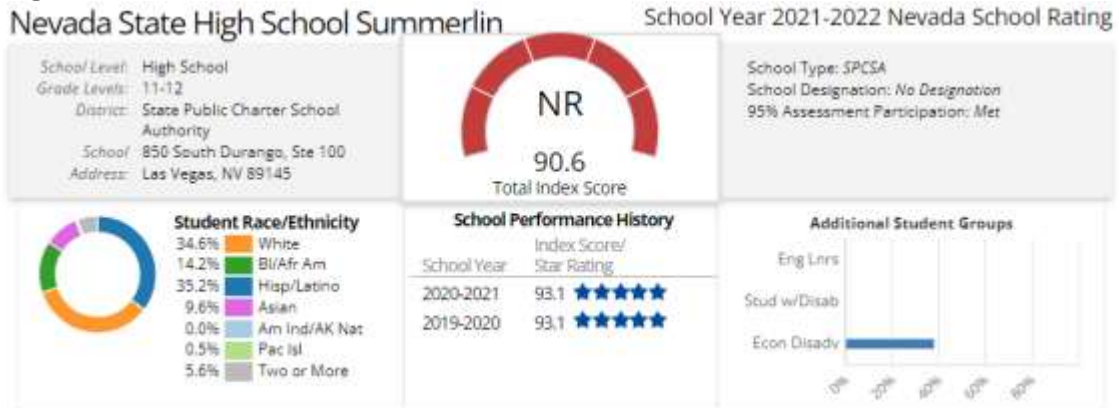 Nevada State High School Summerlin
School Year 2021-2022 Nevada School Rating
School Level: High School
Grade Levels: 11-12
District: State Public Charter School
Authority
School 850 South Durango, Ste 100
Address: Las Vegas, NV 89145
NR
90.6
Total Index Score
School Type: SPCSA
School Designation: No Designation
95% Assessment Participation: Met
Student Race/Ethnicity
34.6% White
14.2% Bl/Afr Am
35.2% Hisp/Latino
9.6% Asian
0.0% Am Ind/AK Nat
0.5% Pac Isl
5.6% Two or More
School Performance History
Index Score/
School Year Star Rating
2020-2021 93.1
2019-2020 93.1
Additional Student Groups
Eng Lnrs
Stud w/Disab
Econ Disadv
0% 20% 40% 60% 80%